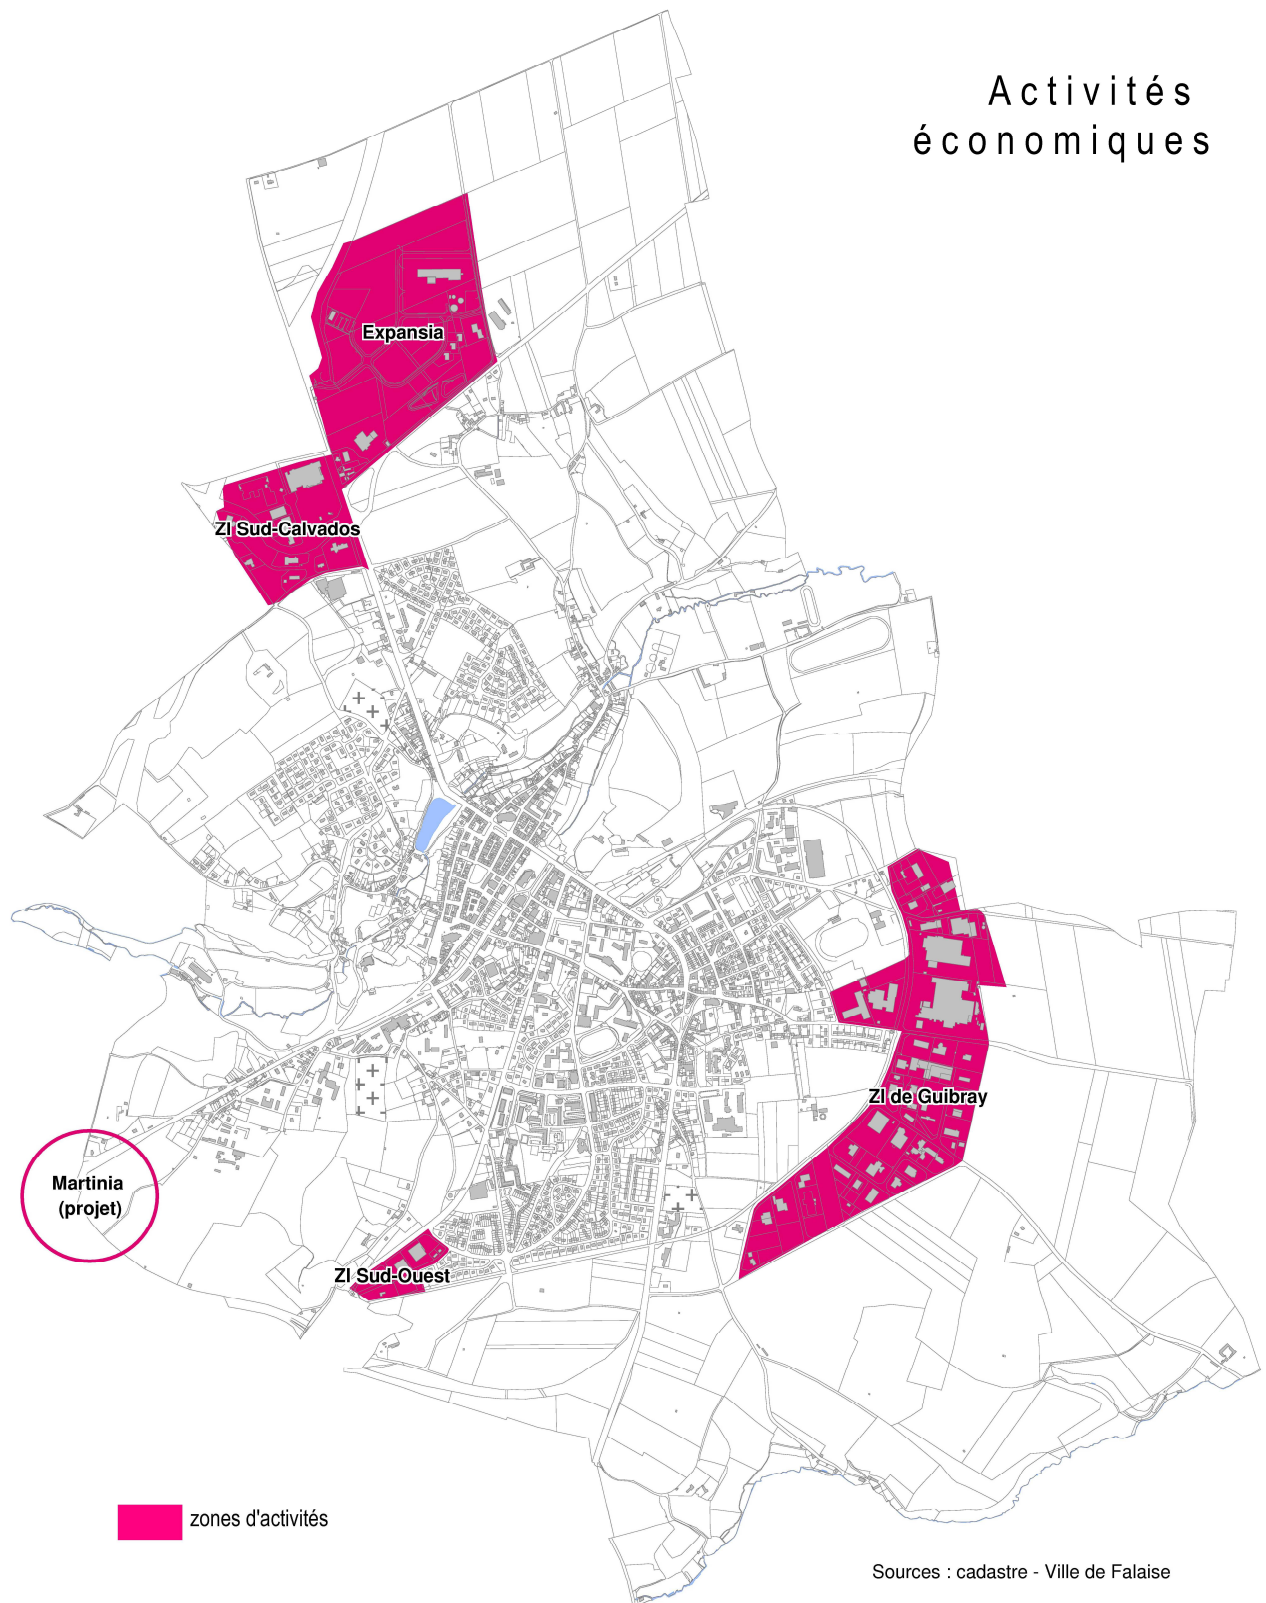 Activités
économiques
Expansia
ZI Sud-Calvados
ZI de Guibray
Martinia
(projet)
ZI Sud-Ouest
zones d'activités
Sources : cadastre - Ville de Falaise